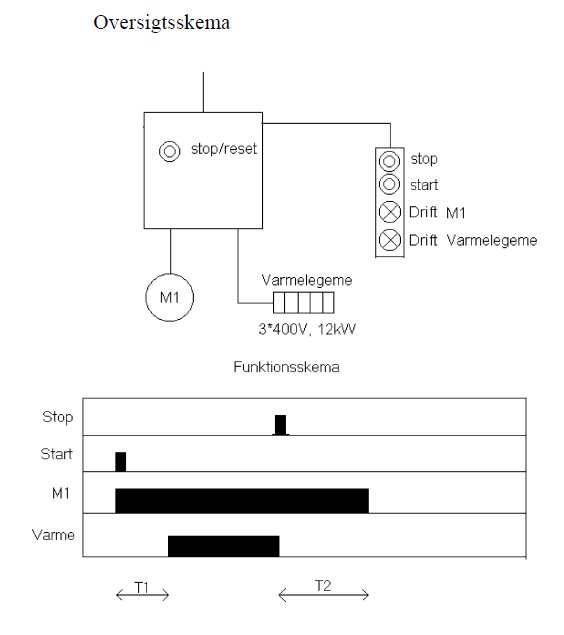 Oversigtsskema
stop/reset
stop
start
Drift M1
Drift Varmelegeme
M1
Varmelegeme
3*400V, 12kW
Funktionsskema
Stop
Start
M1
Varme
T1
T2